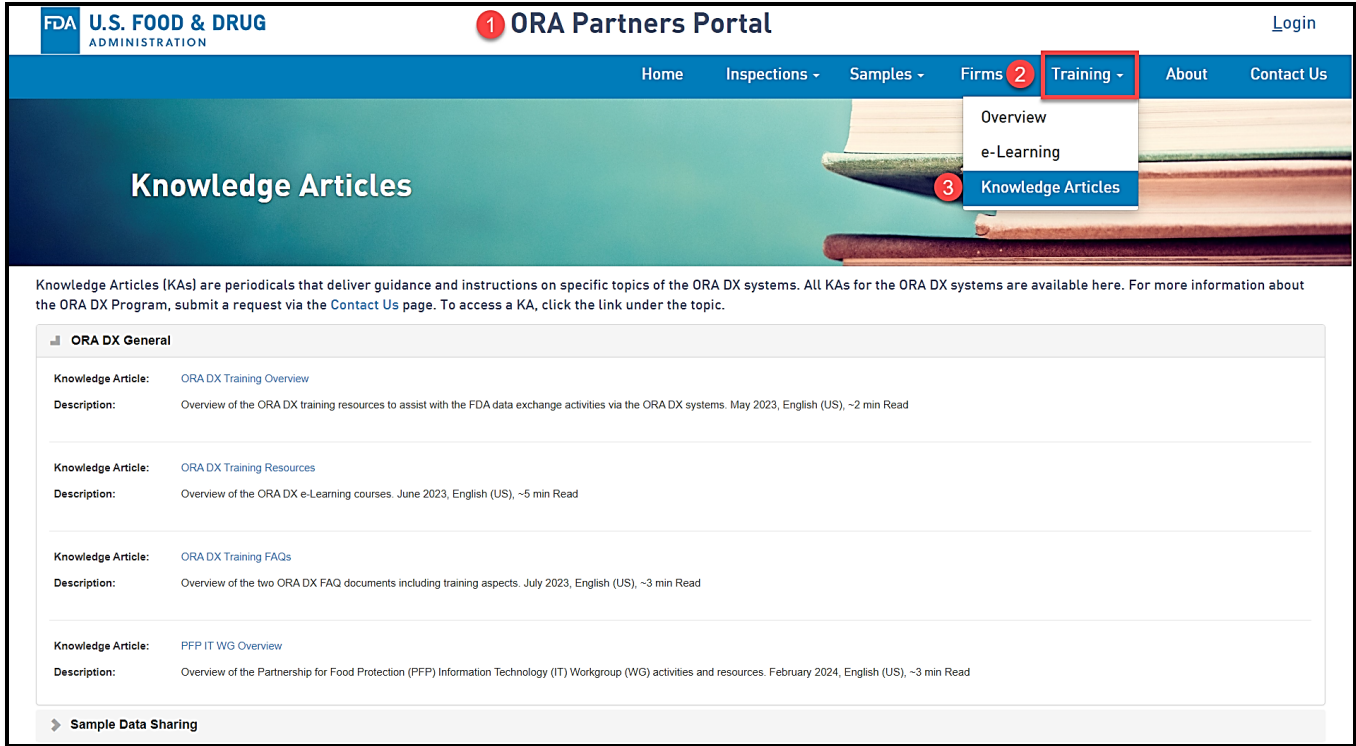 FDA U.S. FOOD & DRUG
ADMINISTRATION
1 ORA Partners Portal
Login
Home Inspections Samples Firms 2 Training About Contact Us
Overview
e-Learning
3 Knowledge Articles
Knowledge Articles
Knowledge Articles (KAs) are periodicals that deliver guidance and instructions on specific topics of the ORA DX systems. All KAs for the ORA DX systems are available here. For more information about
the ORA DX Program, submit a request via the Contact Us page. To access a KA, click the link under the topic.
ORA DX General
Knowledge Article: ORA DX Training Overview
Description: Overview of the ORA DX training resources to assist with the FDA data exchange activities via the ORA DX systems. May 2023, English (US), ~2 min Read
Knowledge Article: ORA DX Training Resources
Description: Overview of the ORA DX e-Learning courses. June 2023, English (US), ~5 min Read
Knowledge Article: ORA DX Training FAQs
Description: Overview of the two ORA DX FAQ documents including training aspects. July 2023, English (US), ~3 min Read
Knowledge Article: PFP IT WG Overview
Description: Overview of the Partnership for Food Protection (PFP) Information Technology (IT) Workgroup (WG) activities and resources. February 2024, English (US), ~3 min Read
Sample Data Sharing